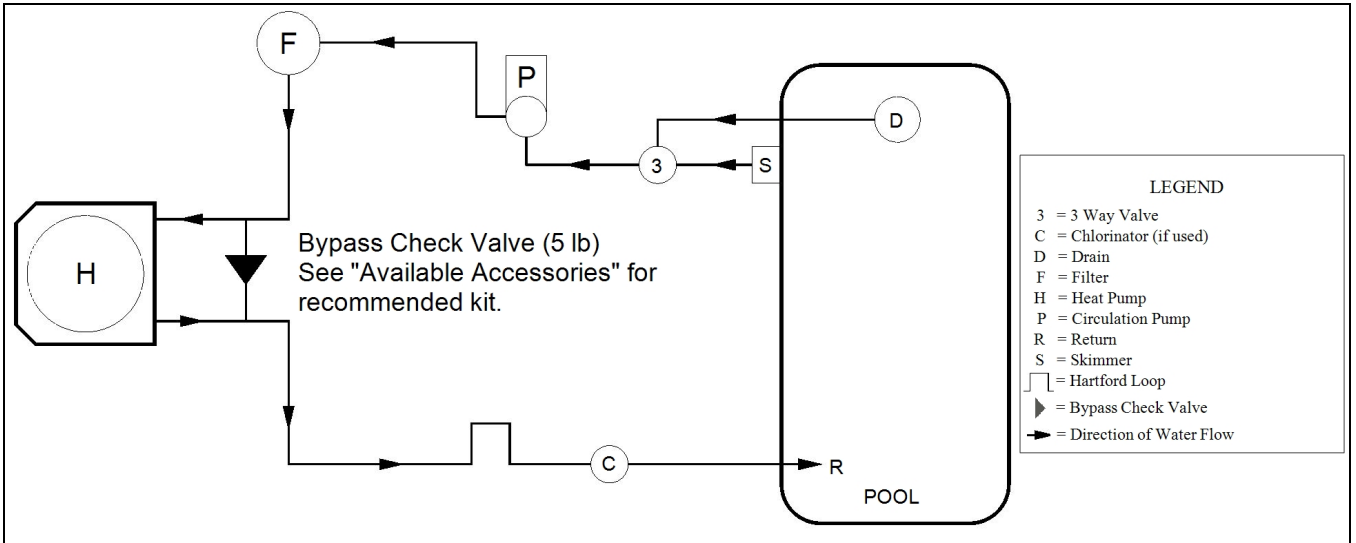 F
P
D
3
S
H
Bypass Check Valve (5 lb)
See "Available Accessories" for
recommended kit.
C
R
POOL
LEGEND
3 = 3 Way Valve
C = Chlorinator (if used)
D = Drain
F = Filter
H = Heat Pump
P = Circulation Pump
R = Return
S = Skimmer
= Hartford Loop
= Bypass Check Valve
= Direction of Water Flow